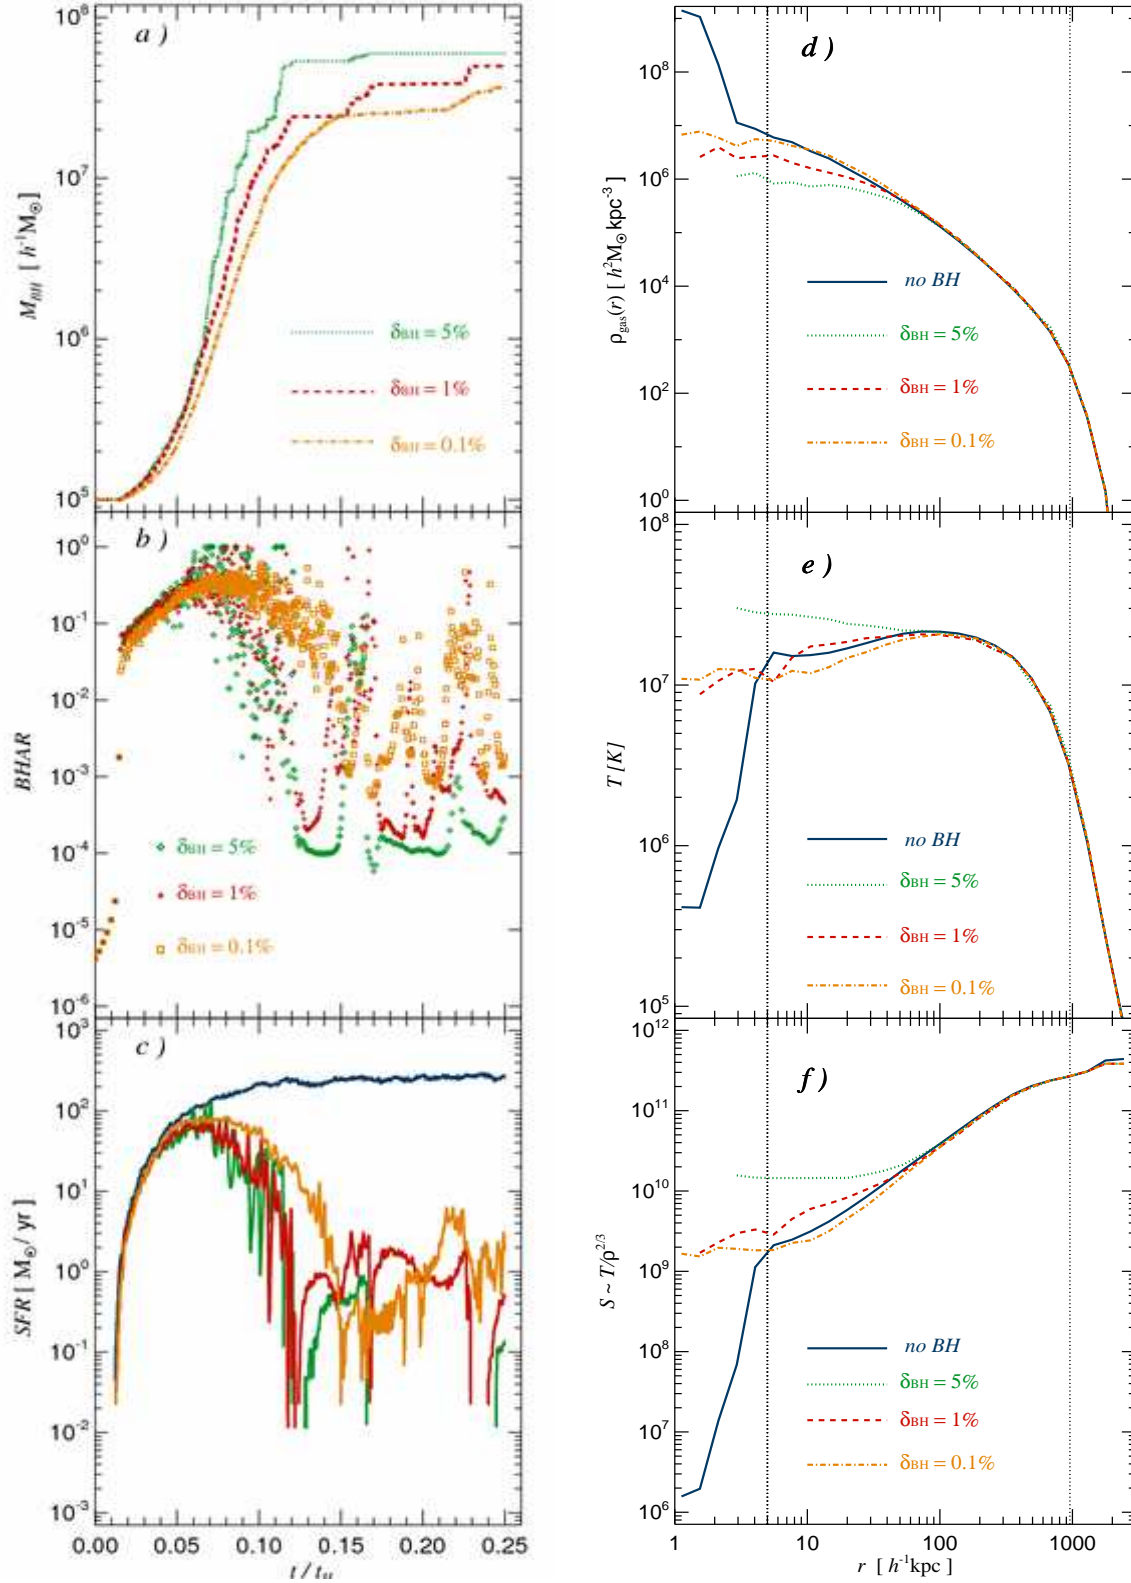 a )
10⁸
10⁷
10⁶
10⁵
M_BH [ h⁻¹M☉ ]
δBH = 5%
δBH = 1%
δBH = 0.1%
b )
10⁰
10⁻¹
10⁻²
10⁻³
10⁻⁴
10⁻⁵
10⁻⁶
BHAR
δBH = 5%
δBH = 1%
δBH = 0.1%
c )
10³
10²
10¹
10⁰
10⁻¹
10⁻²
10⁻³
SFR [ M☉ / yr ]
0.00 0.05 0.10 0.15 0.20 0.25
t / t_H
d )
10⁸
10⁶
10⁴
10²
10⁰
ρgas(r) [ h²M☉kpc⁻³ ]
no BH
δBH = 5%
δBH = 1%
δBH = 0.1%
e )
10⁸
10⁷
10⁶
10⁵
T [K]
no BH
δBH = 5%
δBH = 1%
δBH = 0.1%
f )
10¹²
10¹¹
10¹⁰
10⁹
10⁸
10⁷
10⁶
S ~ T/ρ²ᐟ³
no BH
δBH = 5%
δBH = 1%
δBH = 0.1%
1 10 100 1000
r [ h⁻¹kpc ]